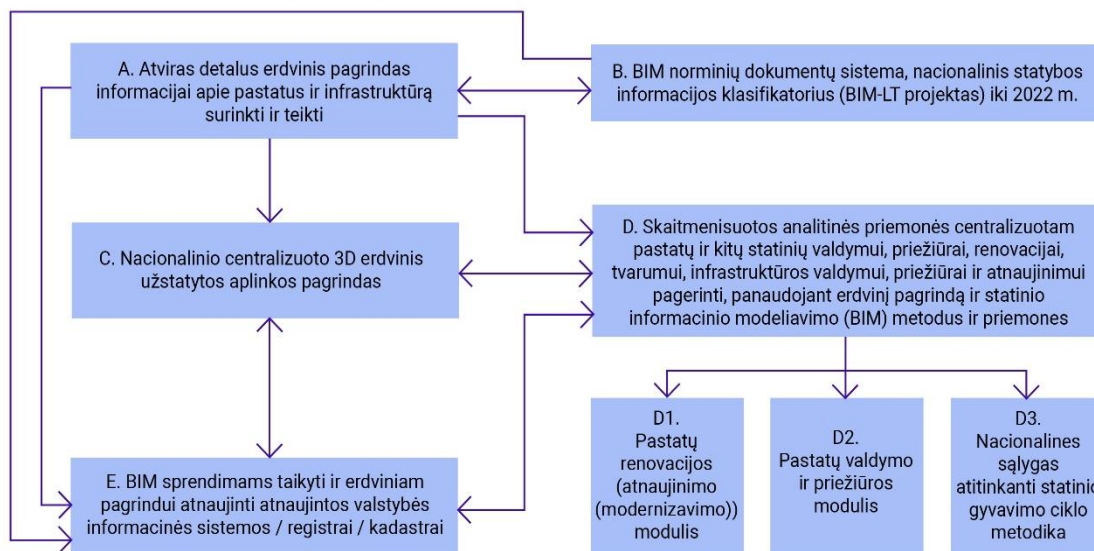 A. Atviras detalus erdvinis pagrindas
informacijai apie pastatus ir infrastruktūrą
surinkti ir teikti
B. BIM norminių dokumentų sistema, nacionalinis statybos
informacijos klasifikatorius (BIM-LT projektas) iki 2022 m.
C. Nacionalinio centralizuoto 3D erdvinis
užstatytos aplinkos pagrindas
D. Skaitmenisuotos analitinės priemonės centralizuotam
pastatų ir kitų statinių valdymui, priežiūrai, renovacijai,
tvarumui, infrastruktūros valdymui, priežiūrai ir atnaujinimui
pagerinti, panaudojant erdvinį pagrindą ir statinio
informacinio modeliavimo (BIM) metodus ir priemones
E. BIM sprendimams taikyti ir erdviniam
pagrindui atnaujinti atnaujintos valstybės
informacinės sistemos / registrai / kadastrai
D1.
Pastatų
renovacijos
(atnaujinimo
(modernizavimo))
modulis
D2.
Pastatų valdymo
ir priežiūros
modulis
D3.
Nacionalines
sąlygas
atitinkanti statinio
gyvavimo ciklo
metodika